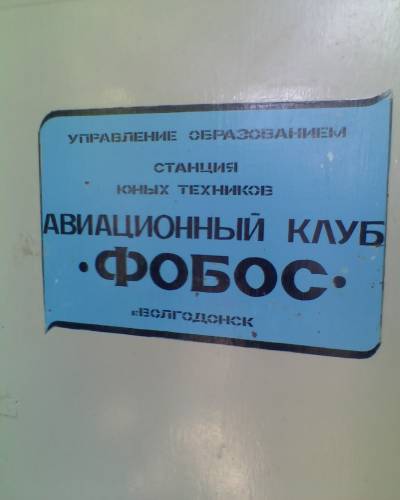 УПРАВЛЕНИЕ ОБРАЗОВАНИЕМ
СТАНЦИЯ
ЮНЫХ ТЕХНИКОВ
АВИАЦИОННЫЙ КЛУБ
·ФОБОС·
г.ВОЛГОДОНСК